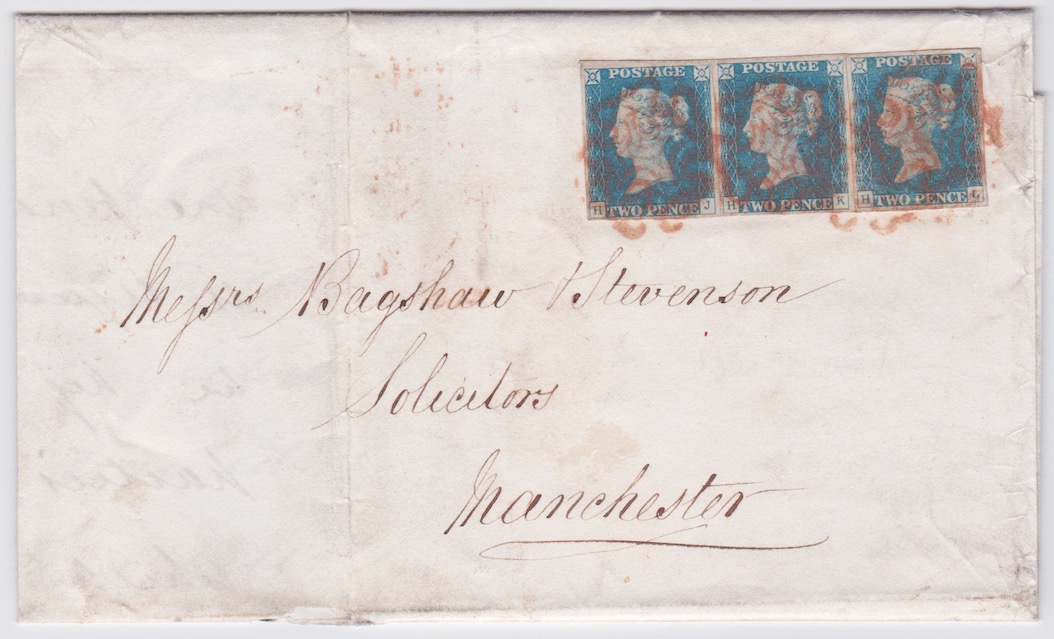 POSTAGE POSTAGE POSTAGE
H TWO PENCE J H TWO PENCE K H TWO PENCE L
Messrs Bagshaw & Stevenson
Solicitors
Manchester